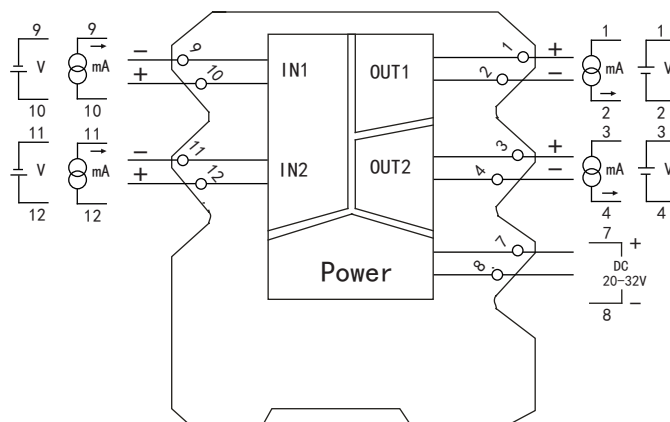 9 9
V mA
10 10
11 11
V mA
12 12
− 9
+ 10
− 11
+ 12
IN1 OUT1
IN2 OUT2
Power
1 +
2 −
3 +
4 −
7
8
1 1
mA V
2 2
3 3
mA V
4 4
7 +
DC
20-32V
8 −